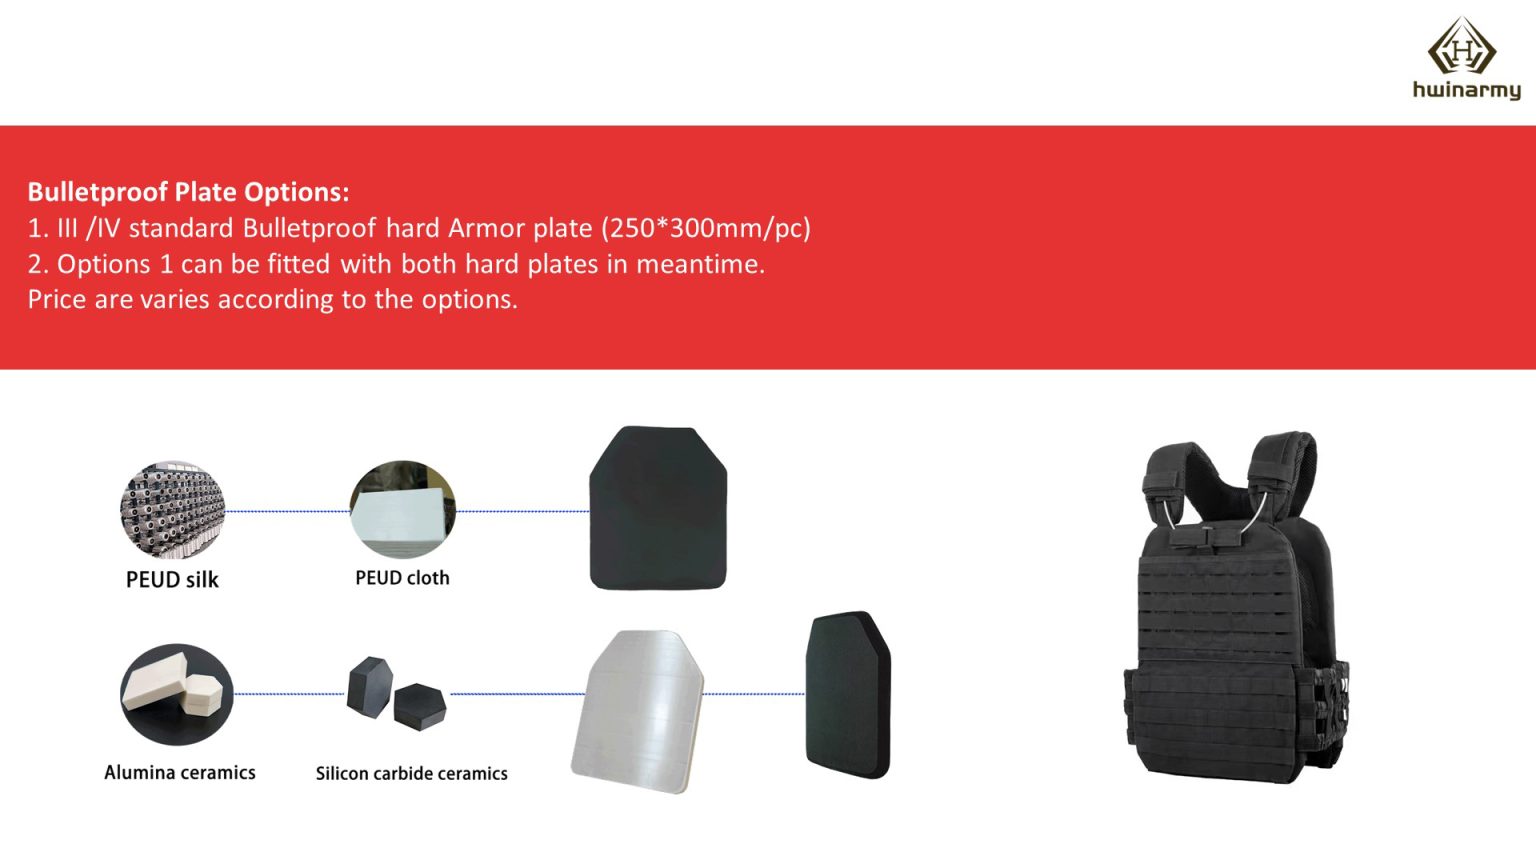 hwinarmy
Bulletproof Plate Options:
1. III /IV standard Bulletproof hard Armor plate (250*300mm/pc)
2. Options 1 can be fitted with both hard plates in meantime.
Price are varies according to the options.
PEUD silk
PEUD cloth
Alumina ceramics
Silicon carbide ceramics